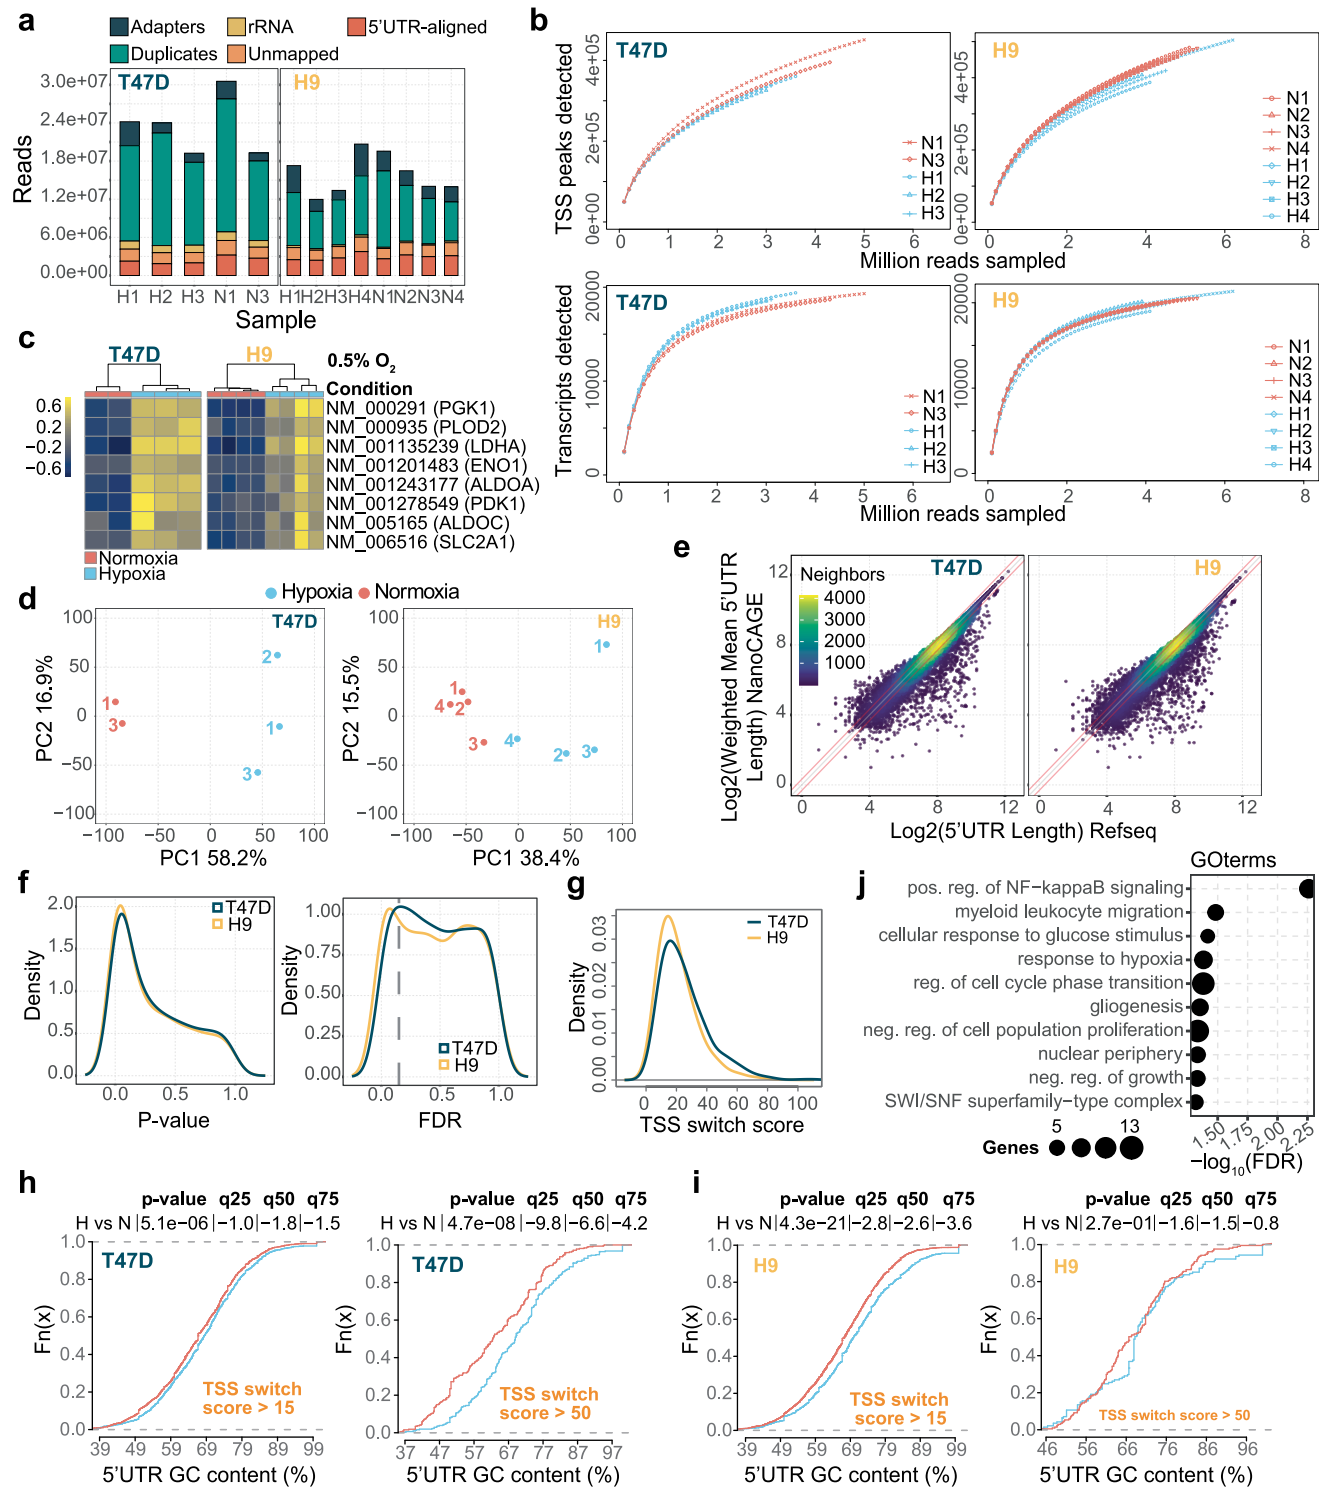 a
Adapters
rRNA
5'UTR-aligned
Duplicates
Unmapped
T47D
H9
Reads
3.0e+07
2.4e+07
1.8e+07
1.2e+07
6.0e+06
0.0e+00
H1 H2 H3 N1 N3
H1 H2 H3 H4 N1 N2 N3 N4
Sample
b
T47D
H9
TSS peaks detected
4e+05
2e+05
0e+00
N1
N3
H1
H2
H3
0 1 2 3 4 5 6
4e+05
2e+05
0e+00
N1
N2
N3
N4
H1
H2
H3
H4
0 2 4 6 8
Million reads sampled
T47D
H9
Transcripts detected
20000
10000
0
N1
N3
H1
H2
H3
0 1 2 3 4 5 6
20000
10000
0
N1
N2
N3
N4
H1
H2
H3
H4
0 2 4 6 8
Million reads sampled
c
T47D
H9
0.5% O2
Condition
0.6
0.2
−0.2
−0.6
NM_000291 (PGK1)
NM_000935 (PLOD2)
NM_001135239 (LDHA)
NM_001201483 (ENO1)
NM_001243177 (ALDOA)
NM_001278549 (PDK1)
NM_005165 (ALDOC)
NM_006516 (SLC2A1)
Normoxia
Hypoxia
d
Hypoxia
Normoxia
T47D
PC2 16.9%
100
50
0
−50
−100
1
3
2
1
3
−100 −50 0 50 100
PC1 58.2%
H9
PC2 15.5%
100
50
0
−50
−100
1
4
2
3
1
4
2
3
−100 −50 0 50 100
PC1 38.4%
e
Neighbors
4000
3000
2000
1000
T47D
H9
Log2(Weighted Mean 5'UTR
Length) NanoCAGE
12
8
4
0
0 4 8 12
0 4 8 12
Log2(5'UTR Length) Refseq
f
Density
2.0
1.5
1.0
0.5
0.0
T47D
H9
0.0 0.5 1.0
P-value
Density
1.00
0.75
0.50
0.25
0.00
T47D
H9
0.0 0.5 1.0
FDR
g
Density
0.03
0.02
0.01
0.00
T47D
H9
0 20 40 60 80 100
TSS switch score
j
GOterms
pos. reg. of NF−kappaB signaling
myeloid leukocyte migration
cellular response to glucose stimulus
response to hypoxia
reg. of cell cycle phase transition
gliogenesis
neg. reg. of cell population proliferation
nuclear periphery
neg. reg. of growth
SWI/SNF superfamily−type complex
5 13
Genes
1.50 1.75 2.00 2.25
−log10(FDR)
h
p-value q25 q50 q75
H vs N|5.1e−06|−1.0|−1.8|−1.5
T47D
Fn(x)
1.0
0.8
0.6
0.4
0.2
0.0
TSS switch
score > 15
39 49 59 69 79 89 99
5'UTR GC content (%)
p-value q25 q50 q75
H vs N|4.7e−08|−9.8|−6.6|−4.2
T47D
Fn(x)
1.0
0.8
0.6
0.4
0.2
0.0
TSS switch
score > 50
37 47 57 67 77 87 97
5'UTR GC content (%)
i
p-value q25 q50 q75
H vs N|4.3e−21|−2.8|−2.6|−3.6
H9
Fn(x)
1.0
0.8
0.6
0.4
0.2
0.0
TSS switch
score > 15
39 49 59 69 79 89 99
5'UTR GC content (%)
p-value q25 q50 q75
H vs N|2.7e−01|−1.6|−1.5|−0.8
H9
Fn(x)
1.0
0.8
0.6
0.4
0.2
0.0
TSS switch score > 50
46 56 66 76 86 96
5'UTR GC content (%)